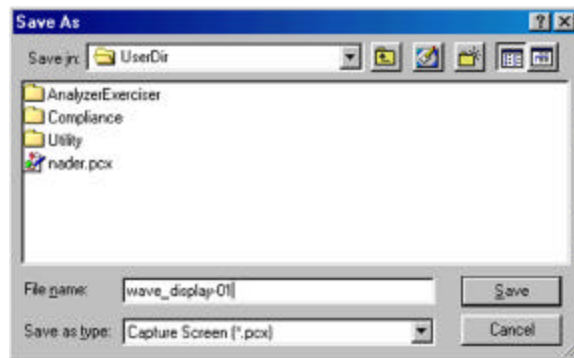 Save As
Save in: UserDir
AnalyzerExerciser
Compliance
Utility
nader.pcx
File name: wave_display-01 Save
Save as type: Capture Screen (*.pcx) Cancel